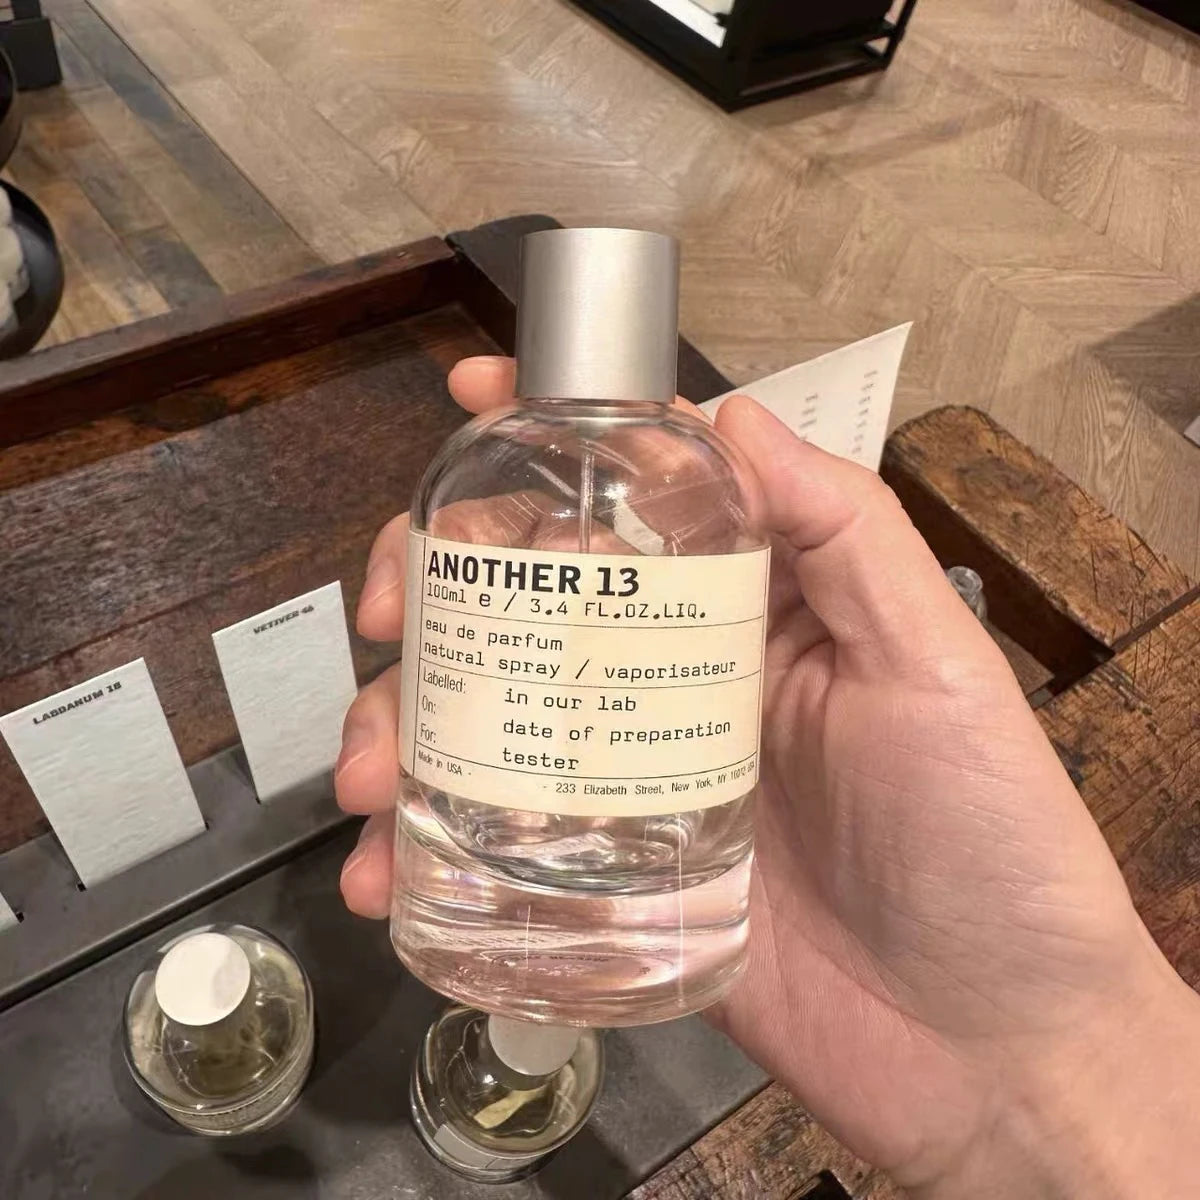 ANOTHER 13
100ml e / 3.4 FL.OZ.LIQ.
eau de parfum
natural spray / vaporisateur
Labelled: in our lab
On: date of preparation
For: tester
Made in USA - - 233 Elizabeth Street, New York, NY
VETIVER 46
LABDANUM 18